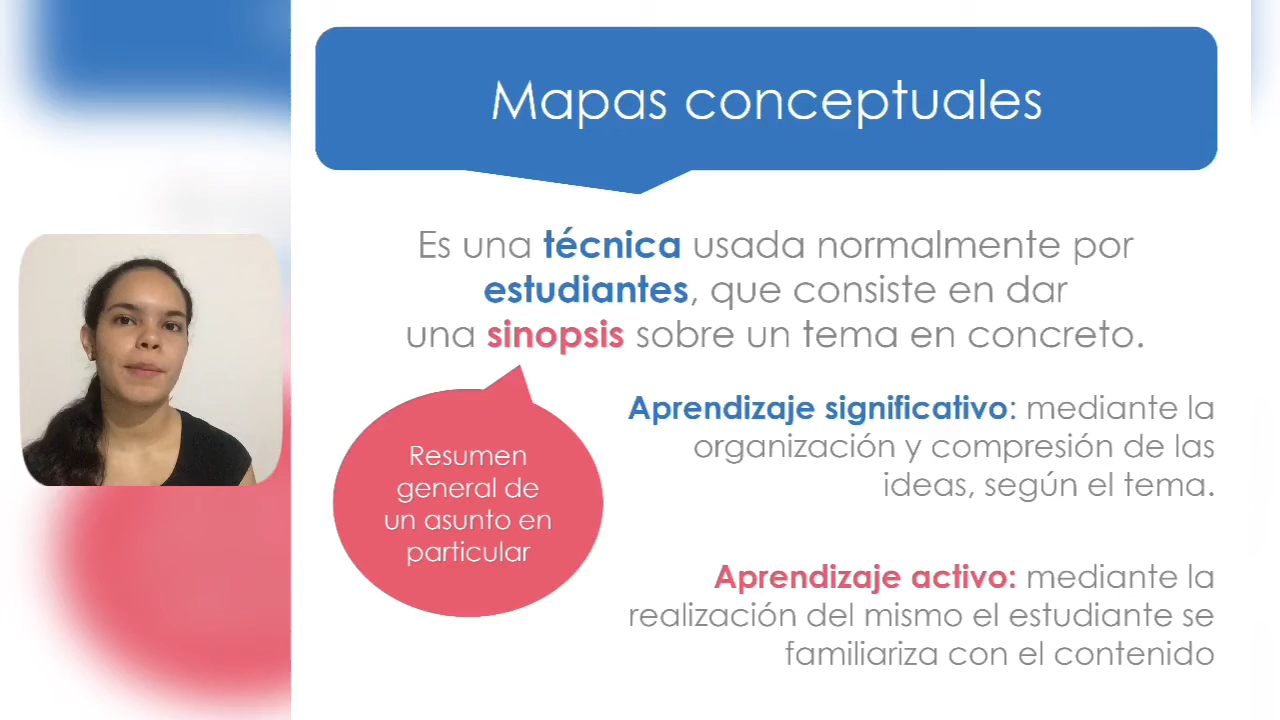 Mapas conceptuales
Es una técnica usada normalmente por
estudiantes, que consiste en dar
una sinopsis sobre un tema en concreto.
Resumen
general de
un asunto en
particular
Aprendizaje significativo: mediante la
organización y compresión de las
ideas, según el tema.
Aprendizaje activo: mediante la
realización del mismo el estudiante se
familiariza con el contenido